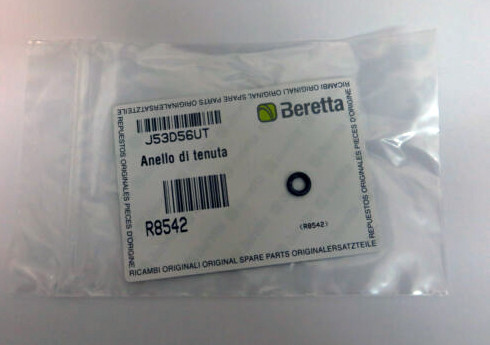 RICAMBI ORIGINALI ORIGINAL SPARE PARTS ORIGINALERSATZTEILE
Beretta
J53D56UT
Anello di tenuta
R8542
(R8542)
REPUESTOS ORIGINALES PIECES D'ORIGINE
REPUESTOS ORIGINALES PIECES D'ORIGINE
RICAMBI ORIGINALI ORIGINAL SPARE PARTS ORIGINALERSATZTEILE